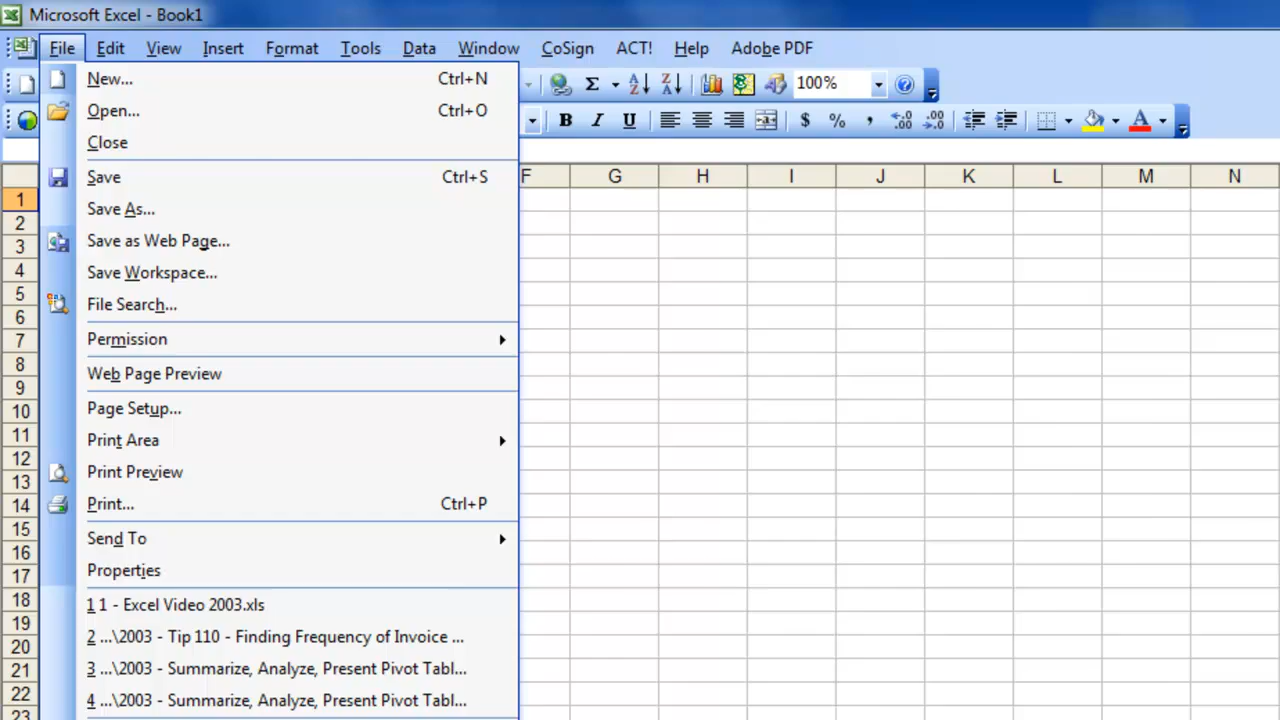 Microsoft Excel - Book1
File Edit View Insert Format Tools Data Window CoSign ACT! Help Adobe PDF
100%
B I U $ % ,
New... Ctrl+N
Open... Ctrl+O
Close
Save Ctrl+S
Save As...
Save as Web Page...
Save Workspace...
File Search...
Permission
Web Page Preview
Page Setup...
Print Area
Print Preview
Print... Ctrl+P
Send To
Properties
1 1 - Excel Video 2003.xls
2 ...\2003 - Tip 110 - Finding Frequency of Invoice ...
3 ...\2003 - Summarize, Analyze, Present Pivot Tabl...
4 ...\2003 - Summarize, Analyze, Present Pivot Tabl...
F G H I J K L M N
1
2
3
4
5
6
7
8
9
10
11
12
13
14
15
16
17
18
19
20
21
22
23